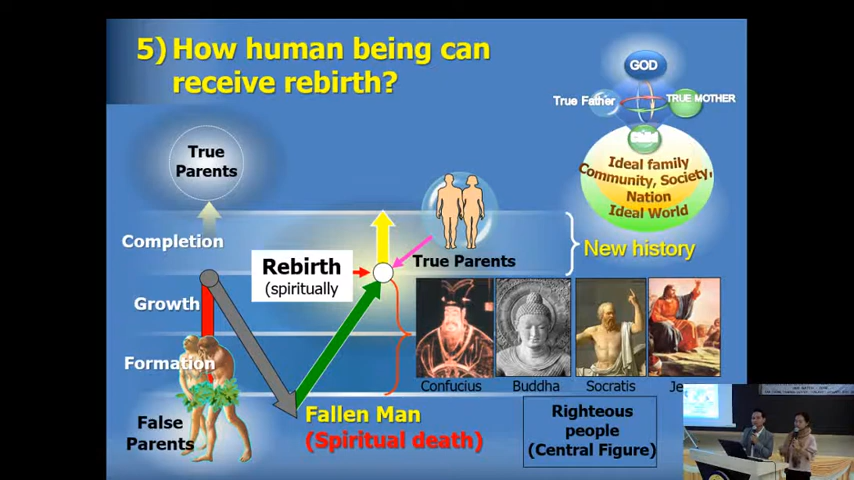 5) How human being can
receive rebirth?
GOD
True Father
TRUE MOTHER
Ideal family
Community, Society,
Nation
Ideal World
True
Parents
Completion
Rebirth
(spiritually
True Parents
New history
Growth
Formation
Confucius
Buddha
Socratis
Je
False
Parents
Fallen Man
(Spiritual death)
Righteous
people
(Central Figure)